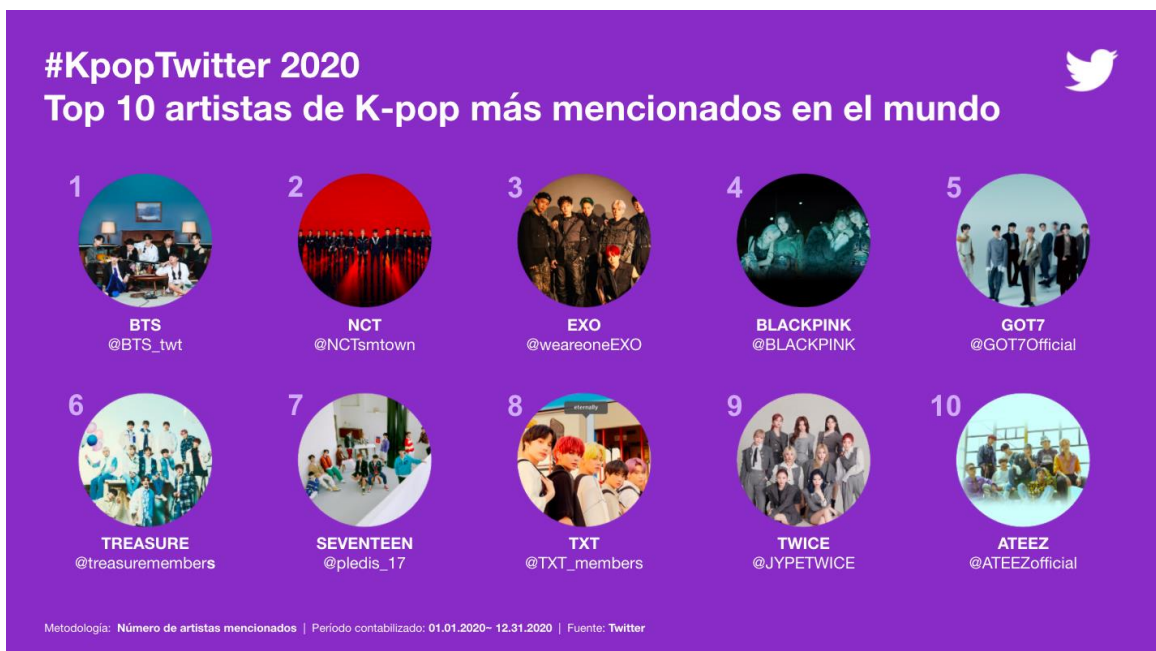 #KpopTwitter 2020
Top 10 artistas de K-pop más mencionados en el mundo
1
BTS
@BTS_twt
2
NCT
@NCTsmtown
3
EXO
@weareoneEXO
4
BLACKPINK
@BLACKPINK
5
GOT7
@GOT7Official
6
TREASURE
@treasuremembers
7
SEVENTEEN
@pledis_17
8
eternally
TXT
@TXT_members
9
TWICE
@JYPETWICE
10
ATEEZ
@ATEEZofficial
Metodología: Número de artistas mencionados | Período contabilizado: 01.01.2020~ 12.31.2020 | Fuente: Twitter